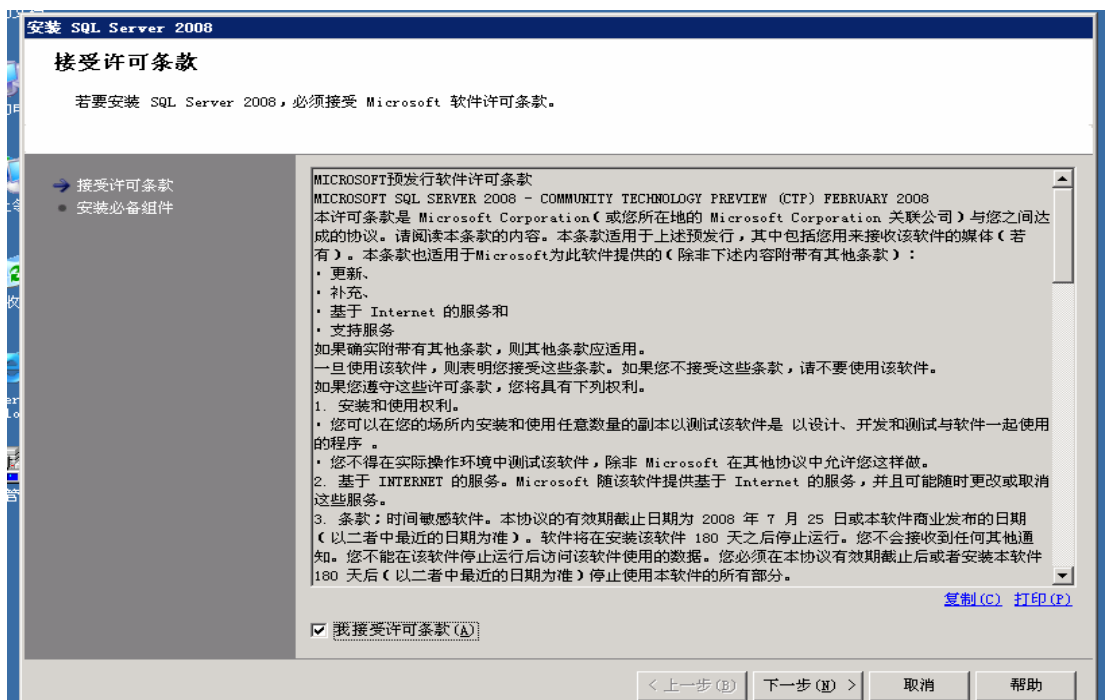 安装 SQL Server 2008
接受许可条款
若要安装 SQL Server 2008，必须接受 Microsoft 软件许可条款。
接受许可条款
安装必备组件
MICROSOFT预发行软件许可条款
MICROSOFT SQL SERVER 2008 - COMMUNITY TECHNOLOGY PREVIEW (CTP) FEBRUARY 2008
本许可条款是 Microsoft Corporation（或您所在地的 Microsoft Corporation 关联公司）与您之间达
成的协议。请阅读本条款的内容。本条款适用于上述预发行，其中包括您用来接收该软件的媒体（若
有）。本条款也适用于Microsoft为此软件提供的（除非下述内容附带有其他条款）：
· 更新、
· 补充、
· 基于 Internet 的服务和
· 支持服务
如果确实附带有其他条款，则其他条款应适用。
一旦使用该软件，则表明您接受这些条款。如果您不接受这些条款，请不要使用该软件。
如果您遵守这些许可条款，您将具有下列权利。
1. 安装和使用权利。
· 您可以在您的场所内安装和使用任意数量的副本以测试该软件是 以设计、开发和测试与软件一起使用
的程序 。
· 您不得在实际操作环境中测试该软件，除非 Microsoft 在其他协议中允许您这样做。
2. 基于 INTERNET 的服务。Microsoft 随该软件提供基于 Internet 的服务，并且可能随时更改或取消
这些服务。
3. 条款；时间敏感软件。本协议的有效期截止日期为 2008 年 7 月 25 日或本软件商业发布的日期
（以二者中最近的日期为准）。软件将在安装该软件 180 天之后停止运行。您不会接收到任何其他通
知。您不能在该软件停止运行后访问该软件使用的数据。您必须在本协议有效期截止后或者安装本软件
180 天后（以二者中最近的日期为准）停止使用本软件的所有部分。
复制(C) 打印(P)
我接受许可条款(A)
< 上一步(B) 下一步(N) > 取消 帮助